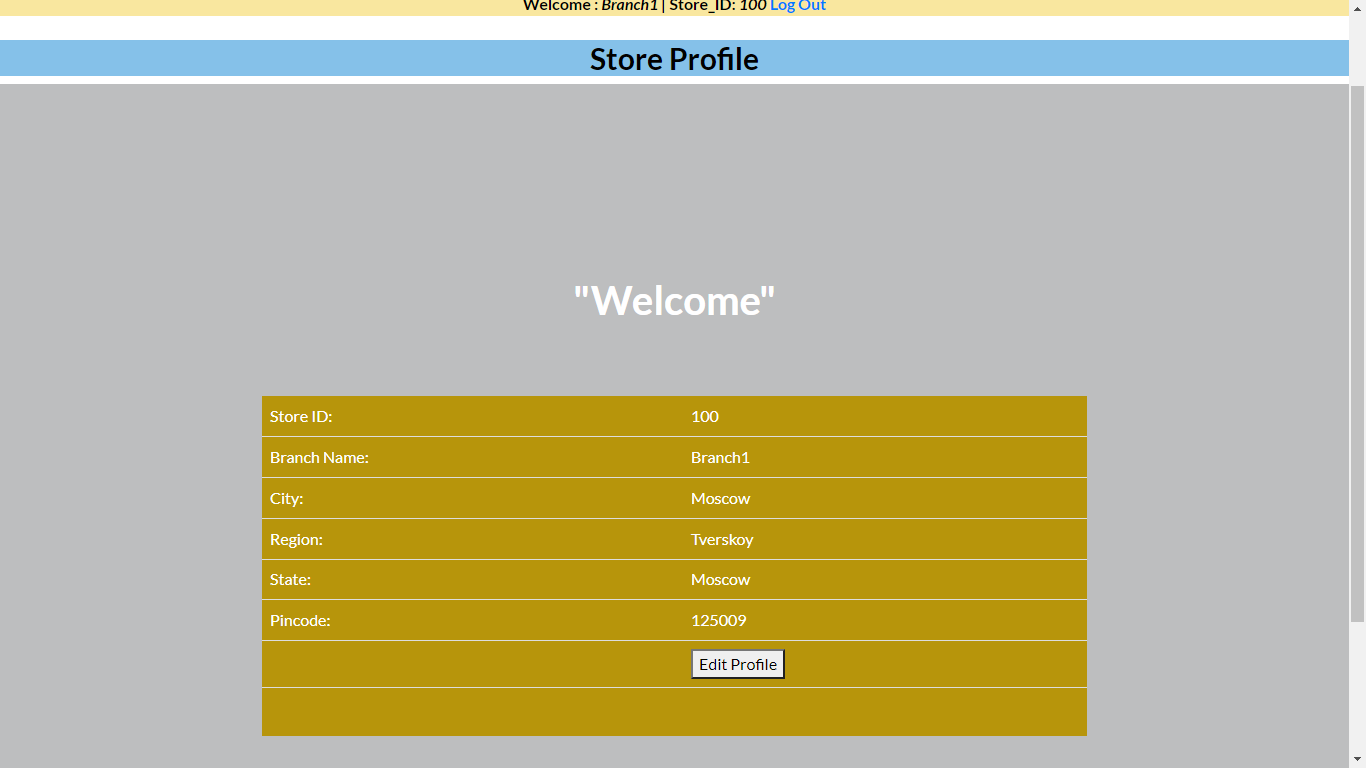 Welcome : Branch1 | Store_ID: 100 Log Out
Store Profile
"Welcome"
Store ID: 100
Branch Name: Branch1
City: Moscow
Region: Tverskoy
State: Moscow
Pincode: 125009
Edit Profile